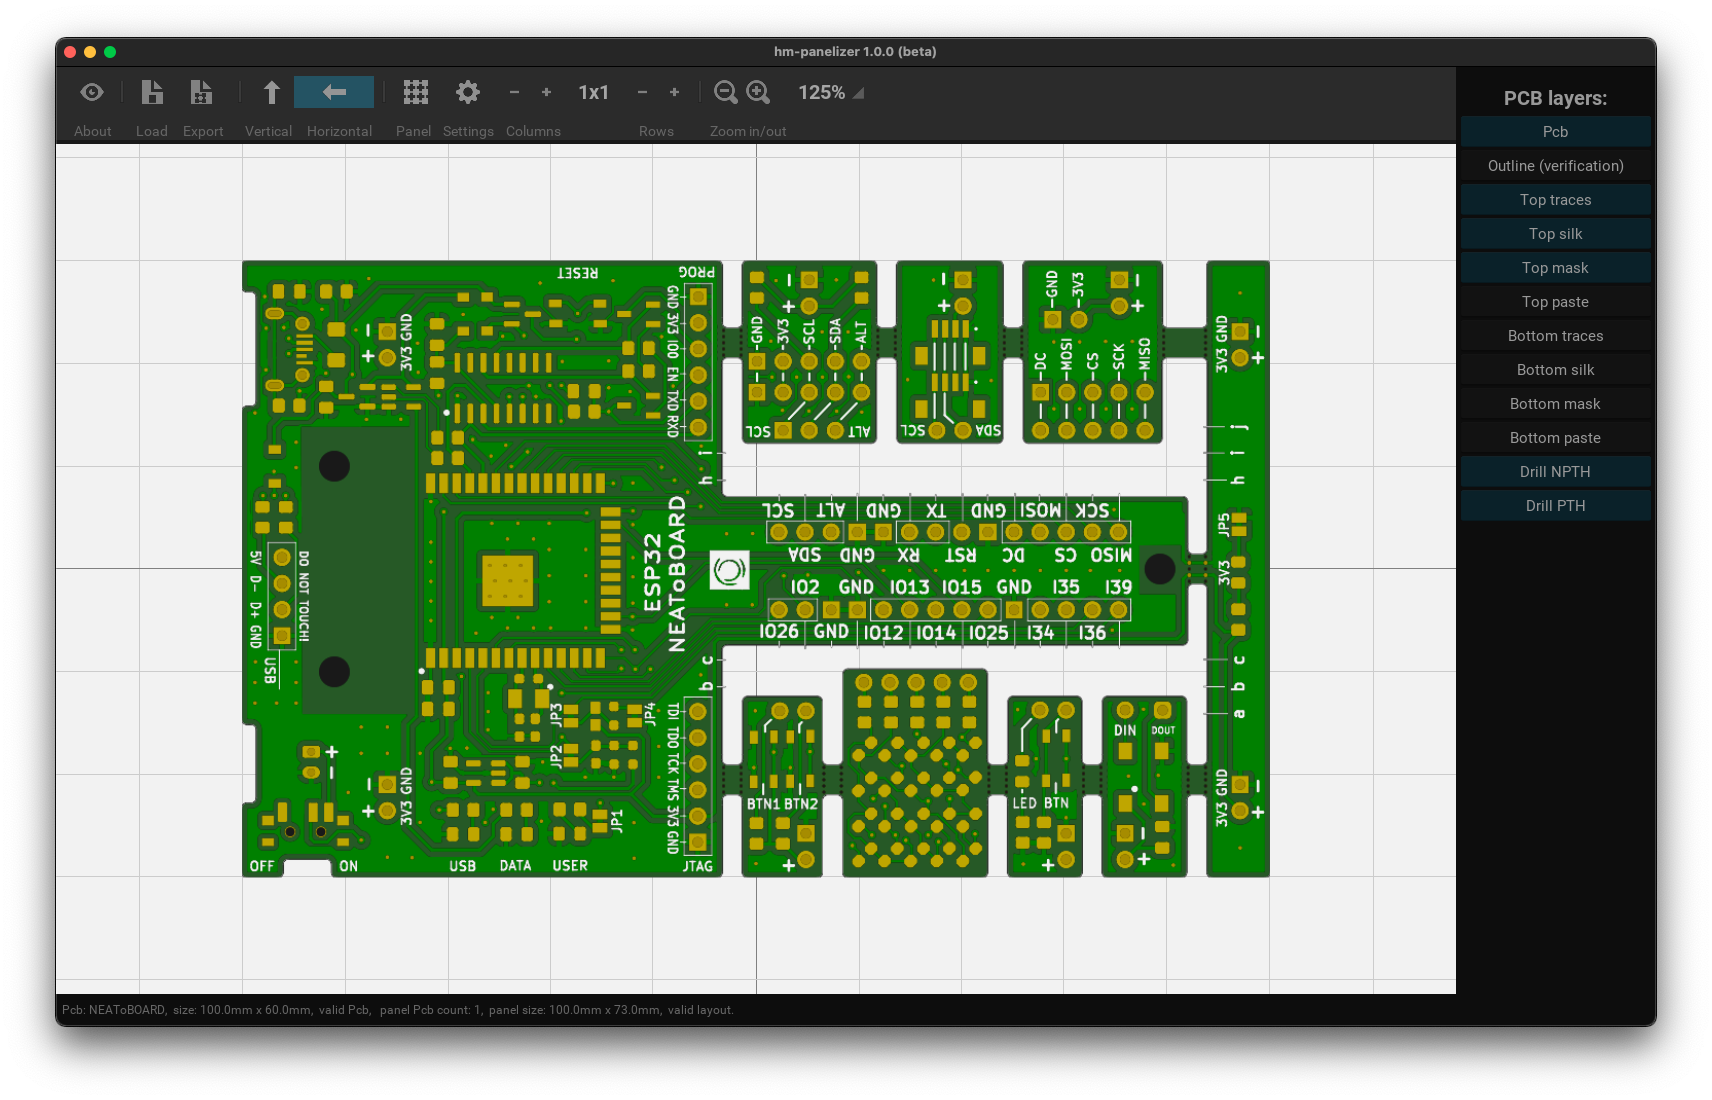 hm-panelizer 1.0.0 (beta)
1x1
125%
About Load Export Vertical Horizontal Panel Settings Columns Rows Zoom in/out
PCB layers:
Pcb
Outline (verification)
Top traces
Top silk
Top mask
Top paste
Bottom traces
Bottom silk
Bottom mask
Bottom paste
Drill NPTH
Drill PTH
RESET
PROG
GND 3V3 IO0 EN TXD RXD
- +
3V3 GND
-GND -3V3 -SCL -SDA -ALT
SCL ALT
- +
SCL SDA
-GND -3V3
- +
-DC -MOSI -CS -SCK -MISO
3V3 GND - +
j
i i
h h
SCL ALT GND TX GND MOSI SCK
SDA GND RX RST DC CS MISO
JP5
3V3
ESP32
NEAToBOARD
IO2 GND IO13 IO15 GND I35 I39
IO26 GND IO12 IO14 IO25 I34 I36
5V D- D+ GND
DO NOT TOUCH!
USB
c c
b b
a
JP3
JP4
JP2
JP1
TDI TDO TCK TMS 3V3 GND
JTAG
+ -
- +
3V3 GND
BTN1 BTN2
+
LED BTN
+
DIN DOUT
- +
3V3 GND - +
OFF ON USB DATA USER
Pcb: NEAToBOARD, size: 100.0mm x 60.0mm, valid Pcb, panel Pcb count: 1, panel size: 100.0mm x 73.0mm, valid layout.